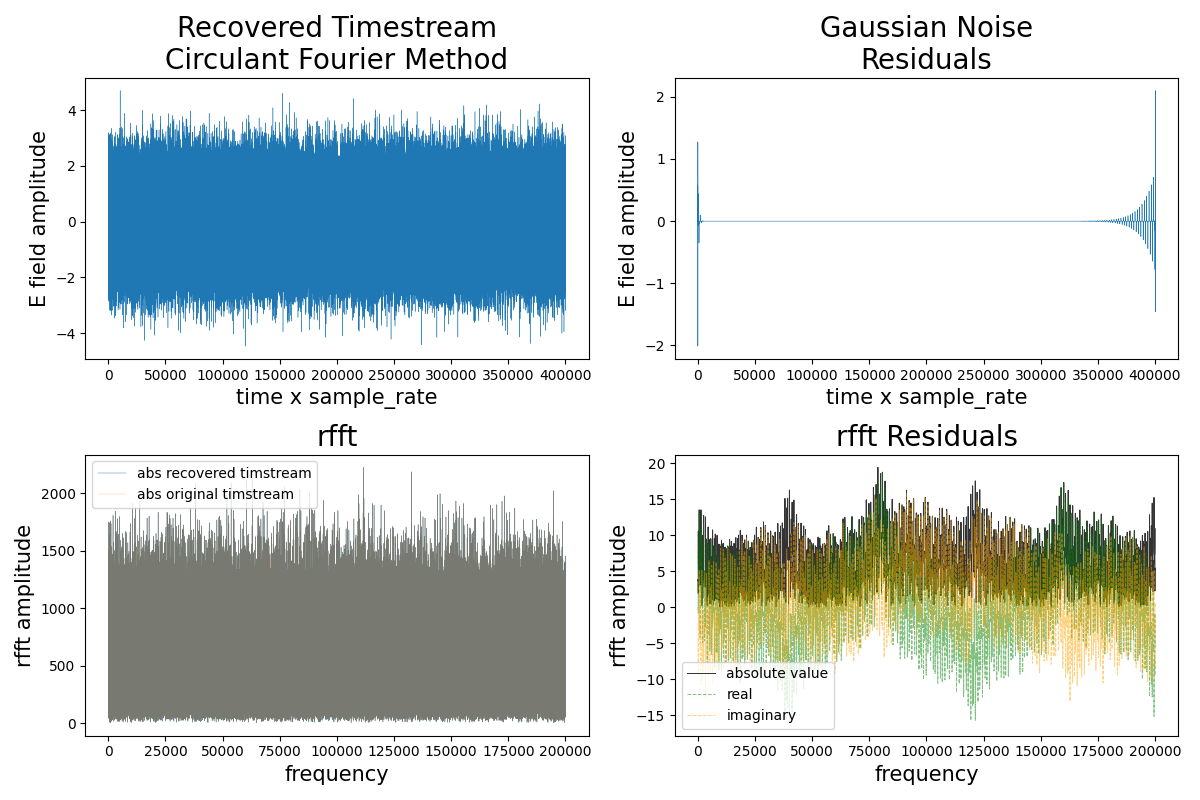 Recovered Timestream
Circulant Fourier Method
E field amplitude
4
2
0
−2
−4
0 50000 100000 150000 200000 250000 300000 350000 400000
time x sample_rate
Gaussian Noise
Residuals
E field amplitude
2
1
0
−1
−2
0 50000 100000 150000 200000 250000 300000 350000 400000
time x sample_rate
rfft
rfft amplitude
abs recovered timstream
abs original timstream
2000
1500
1000
500
0
0 25000 50000 75000 100000 125000 150000 175000 200000
frequency
rfft Residuals
rfft amplitude
20
15
10
5
0
−5
−10
−15
absolute value
real
imaginary
0 25000 50000 75000 100000 125000 150000 175000 200000
frequency